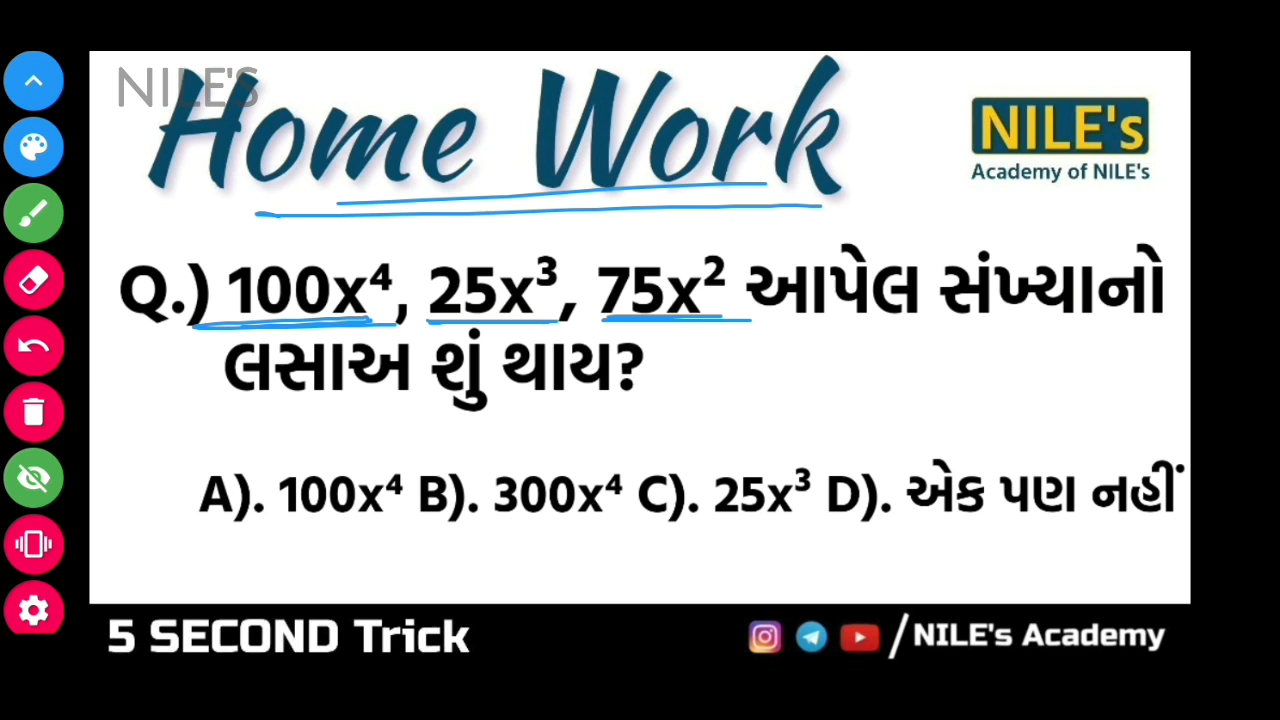 NILE'S
Home Work
NILE's
Academy of NILE's
Q.) 100x⁴, 25x³, 75x² આપેલ સંખ્યાનો
લસાઅ શું થાય?
A). 100x⁴ B). 300x⁴ C). 25x³ D). એક પણ નહીં
5 SECOND Trick
/NILE's Academy